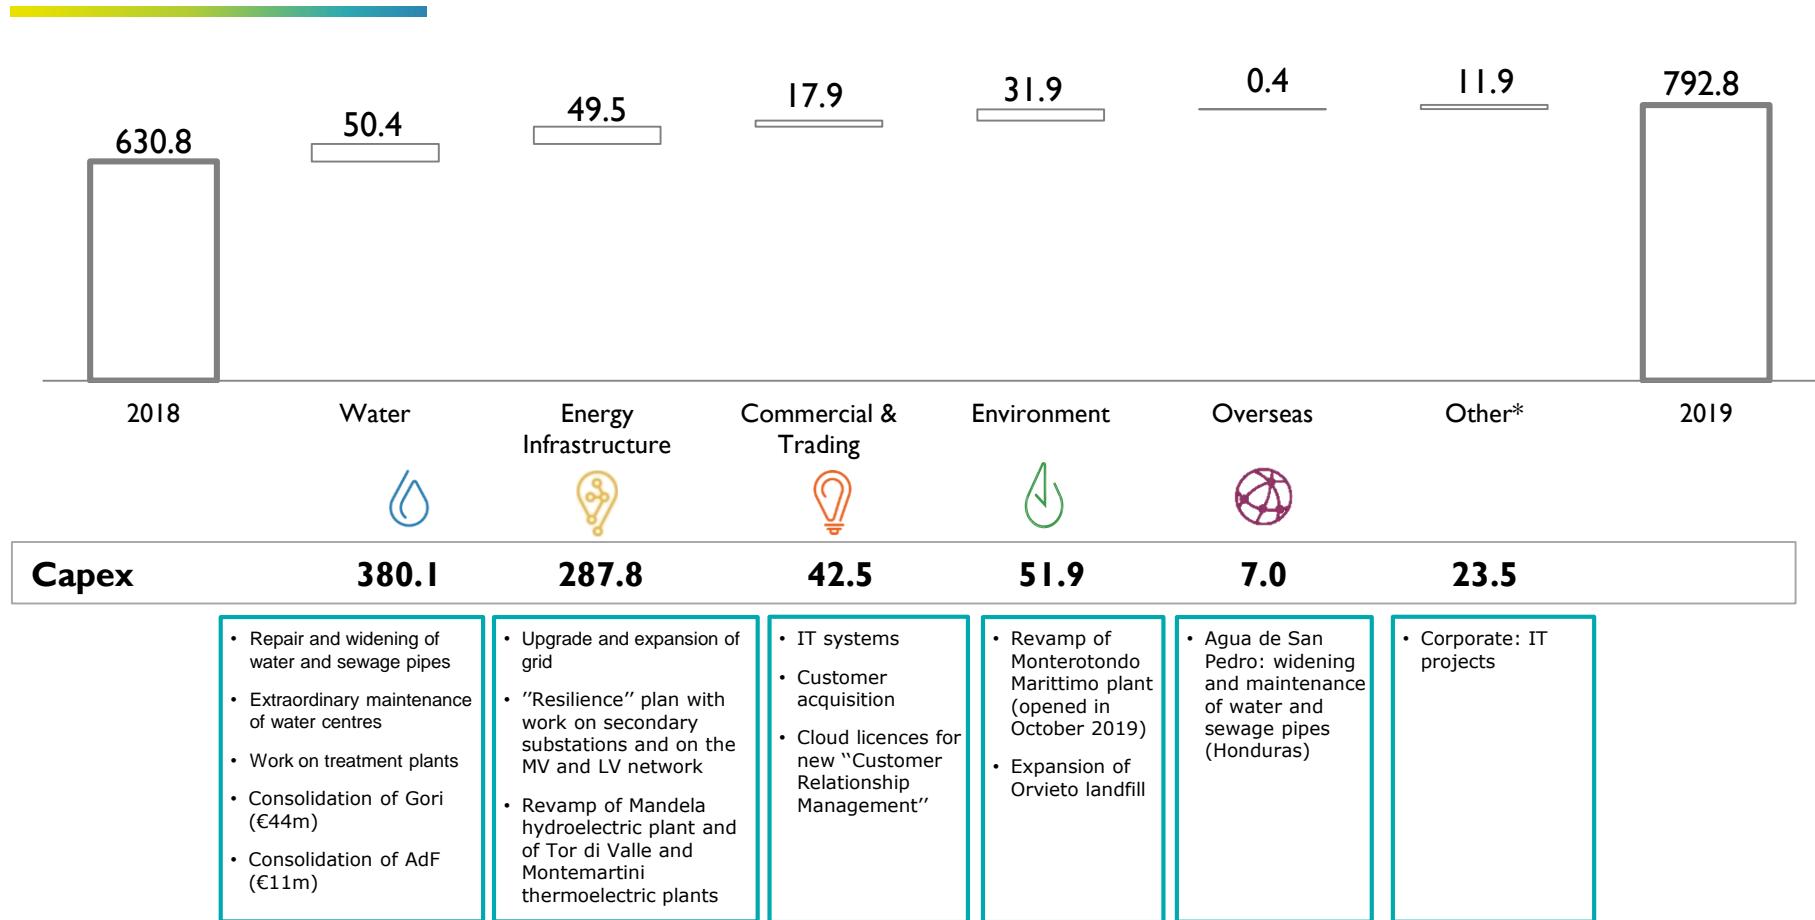 630.8
50.4
49.5
17.9
31.9
0.4
11.9
792.8
2018
Water
Energy
Infrastructure
Commercial &
Trading
Environment
Overseas
Other*
2019
Capex 380.1 287.8 42.5 51.9 7.0 23.5
• Repair and widening of
water and sewage pipes
• Extraordinary maintenance
of water centres
• Work on treatment plants
• Consolidation of Gori
(€44m)
• Consolidation of AdF
(€11m)
• Upgrade and expansion of
grid
• ″Resilience″ plan with
work on secondary
substations and on the
MV and LV network
• Revamp of Mandela
hydroelectric plant and
of Tor di Valle and
Montemartini
thermoelectric plants
• IT systems
• Customer
acquisition
• Cloud licences for
new ‶Customer
Relationship
Management″
• Revamp of
Monterotondo
Marittimo plant
(opened in
October 2019)
• Expansion of
Orvieto landfill
• Agua de San
Pedro: widening
and maintenance
of water and
sewage pipes
(Honduras)
• Corporate: IT
projects